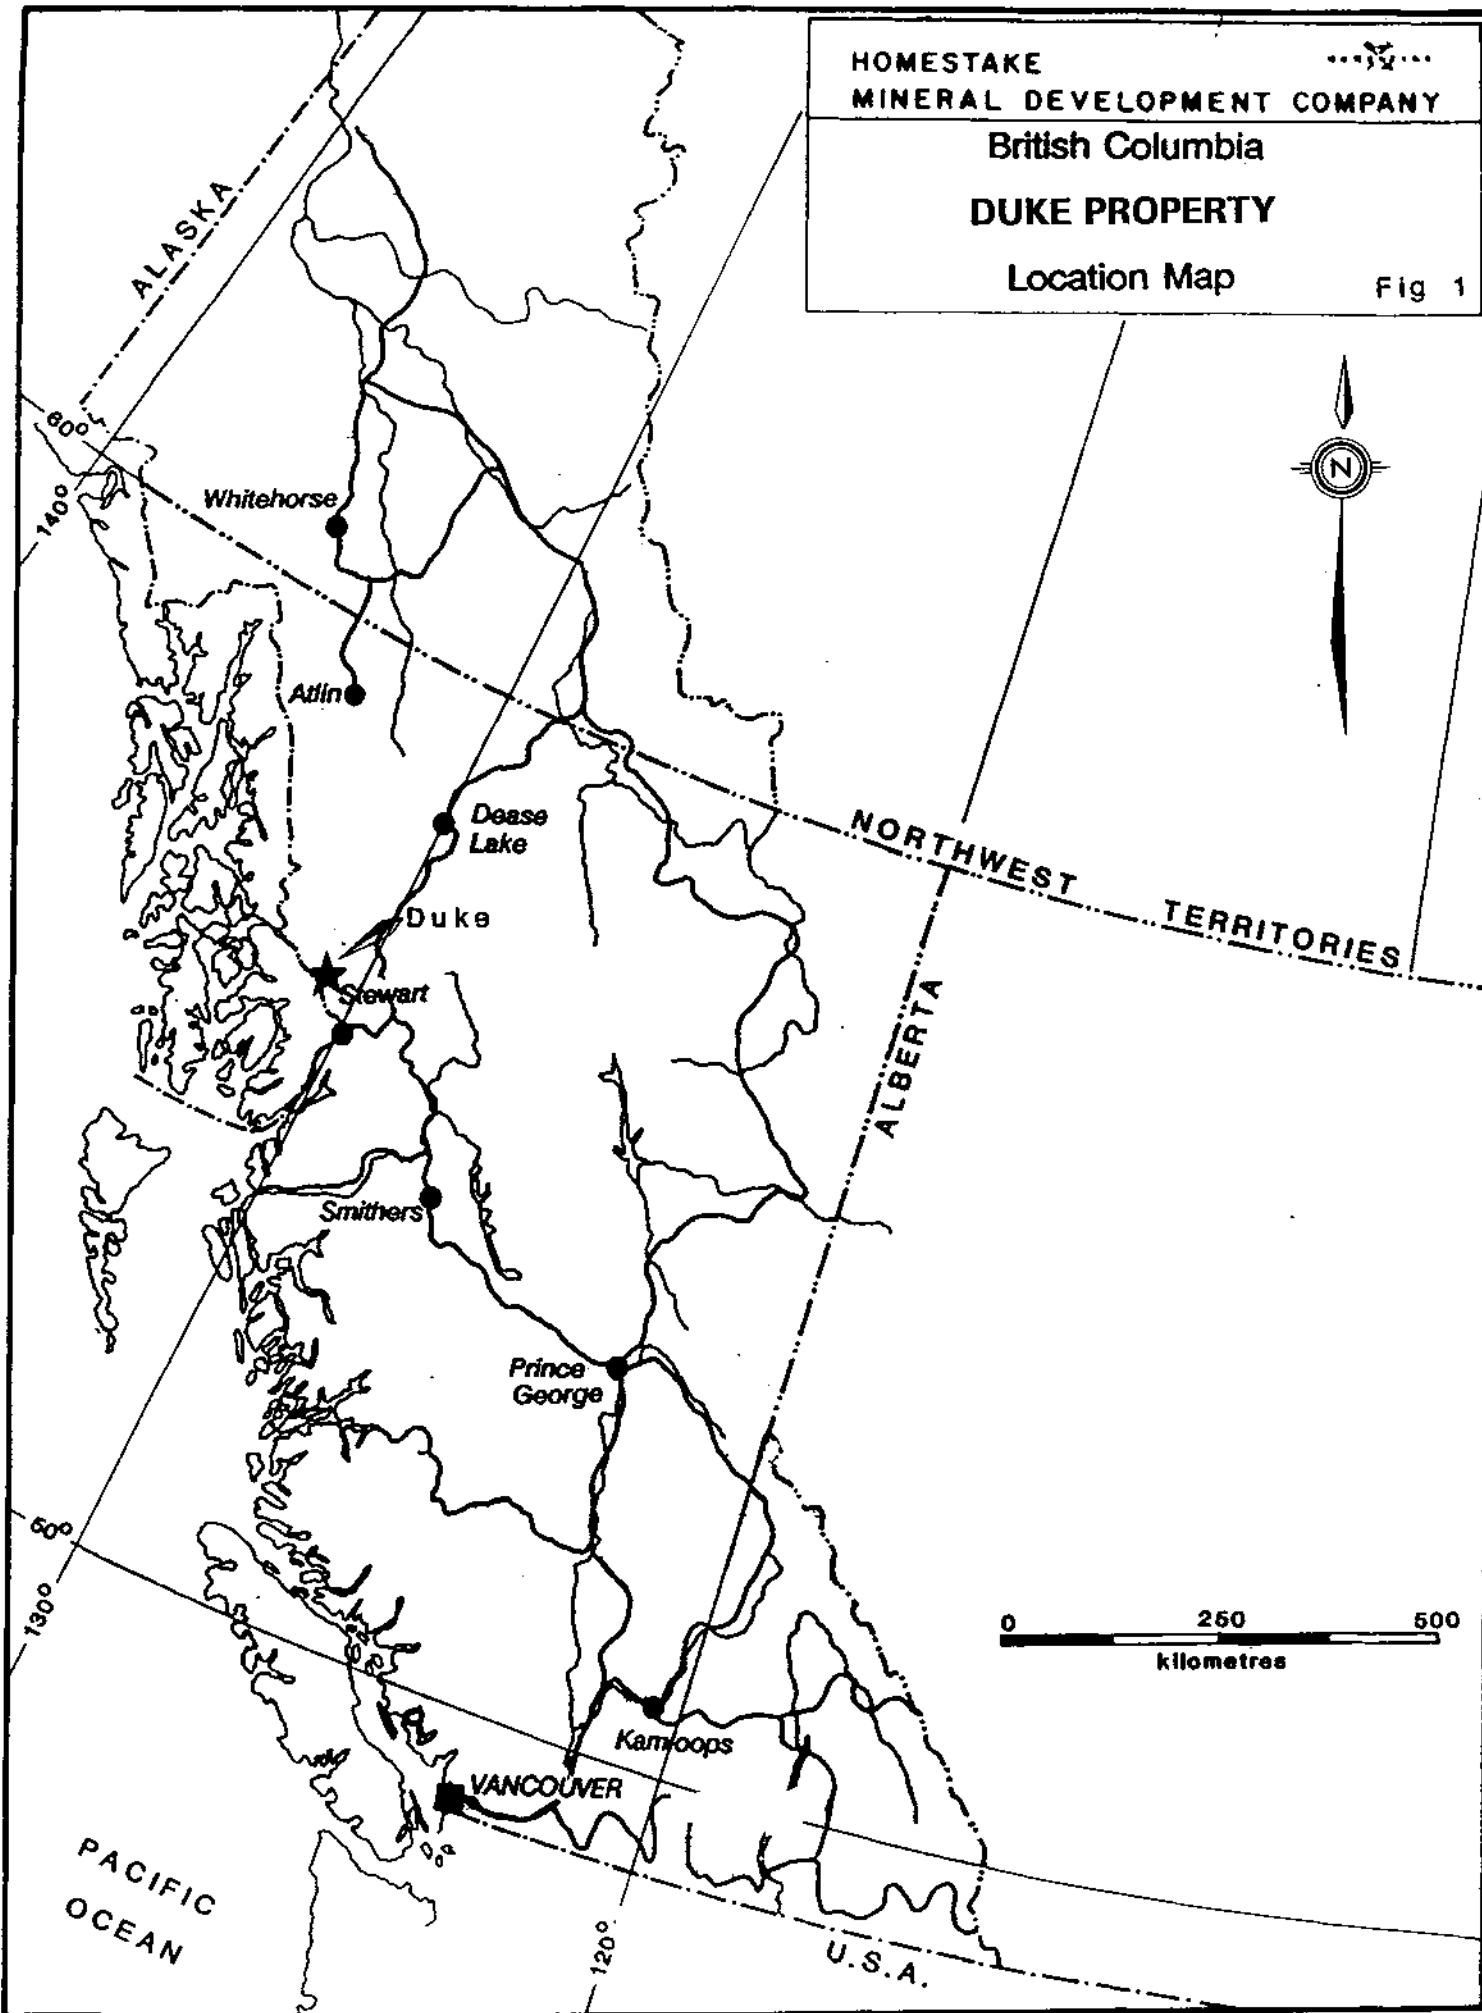 HOMESTAKE
MINERAL DEVELOPMENT COMPANY
British Columbia
DUKE PROPERTY
Location Map
Fig 1
ALASKA
60°
140°
N
Whitehorse
Atlin
Dease
Lake
NORTHWEST TERRITORIES
Duke
Stewart
ALBERTA
Smithers
Prince
George
50°
130°
0 250 500
kilometres
Kamloops
VANCOUVER
PACIFIC
OCEAN
120°
U.S.A.